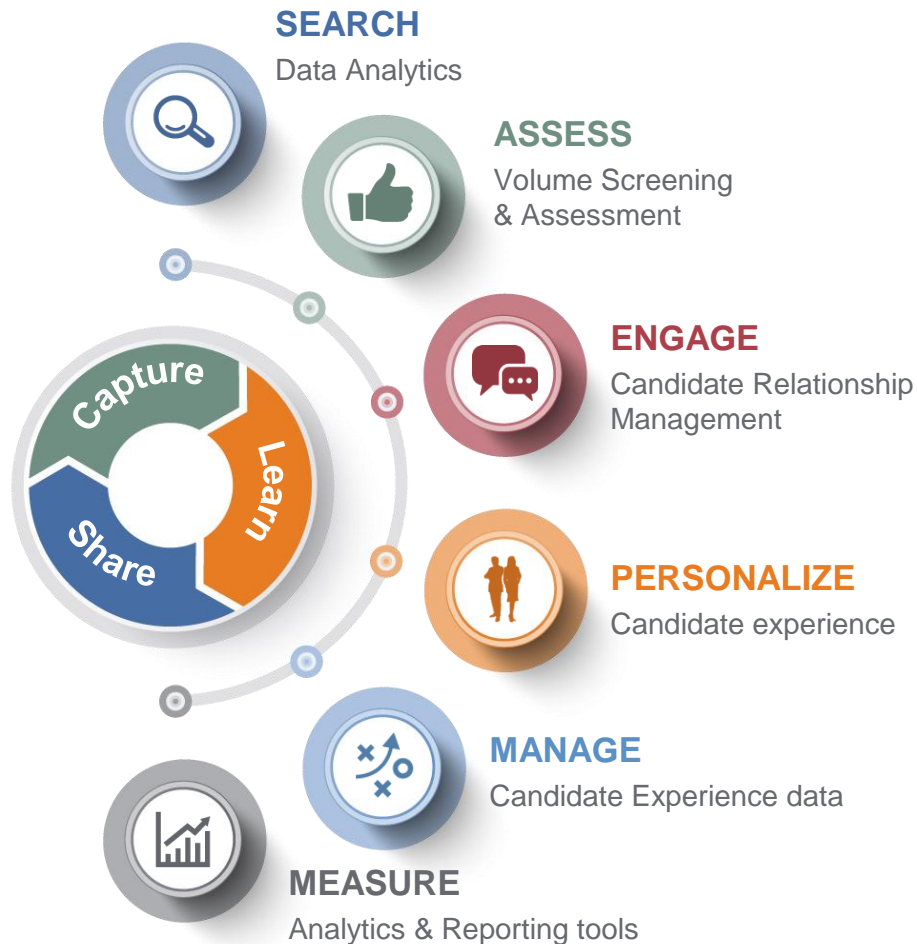 SEARCH
Data Analytics
ASSESS
Volume Screening
& Assessment
ENGAGE
Candidate Relationship
Management
Capture
Learn
Share
PERSONALIZE
Candidate experience
MANAGE
Candidate Experience data
MEASURE
Analytics & Reporting tools